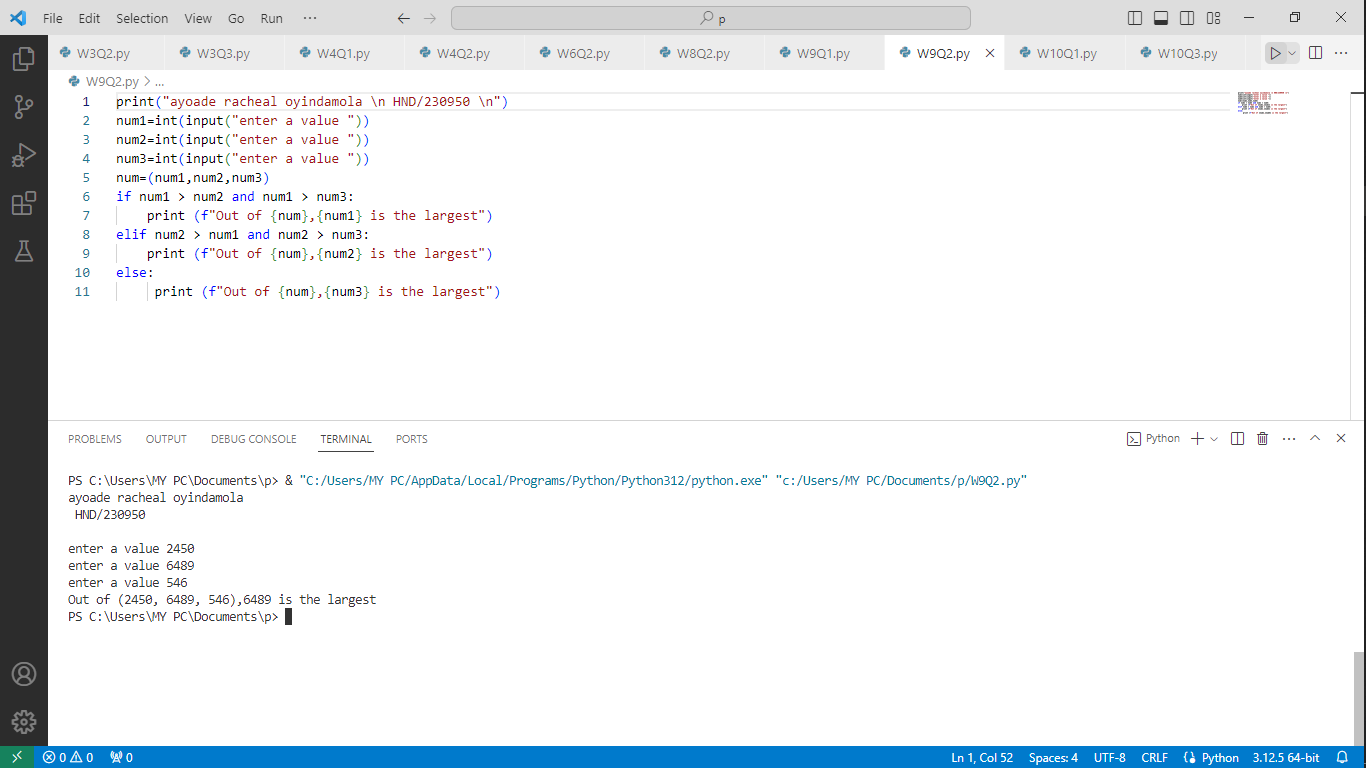 File Edit Selection View Go Run ··· p
W3Q2.py W3Q3.py W4Q1.py W4Q2.py W6Q2.py W8Q2.py W9Q1.py W9Q2.py W10Q1.py W10Q3.py
W9Q2.py > ...
1 print("ayoade racheal oyindamola \n HND/230950 \n")
2 num1=int(input("enter a value "))
3 num2=int(input("enter a value "))
4 num3=int(input("enter a value "))
5 num=(num1,num2,num3)
6 if num1 > num2 and num1 > num3:
7     print (f"Out of {num},{num1} is the largest")
8 elif num2 > num1 and num2 > num3:
9     print (f"Out of {num},{num2} is the largest")
10 else:
11      print (f"Out of {num},{num3} is the largest")
PROBLEMS OUTPUT DEBUG CONSOLE TERMINAL PORTS Python
PS C:\Users\MY PC\Documents\p> & "C:/Users/MY PC/AppData/Local/Programs/Python/Python312/python.exe" "c:/Users/MY PC/Documents/p/W9Q2.py"
ayoade racheal oyindamola
 HND/230950
enter a value 2450
enter a value 6489
enter a value 546
Out of (2450, 6489, 546),6489 is the largest
PS C:\Users\MY PC\Documents\p>
0 0 0 Ln 1, Col 52 Spaces: 4 UTF-8 CRLF Python 3.12.5 64-bit